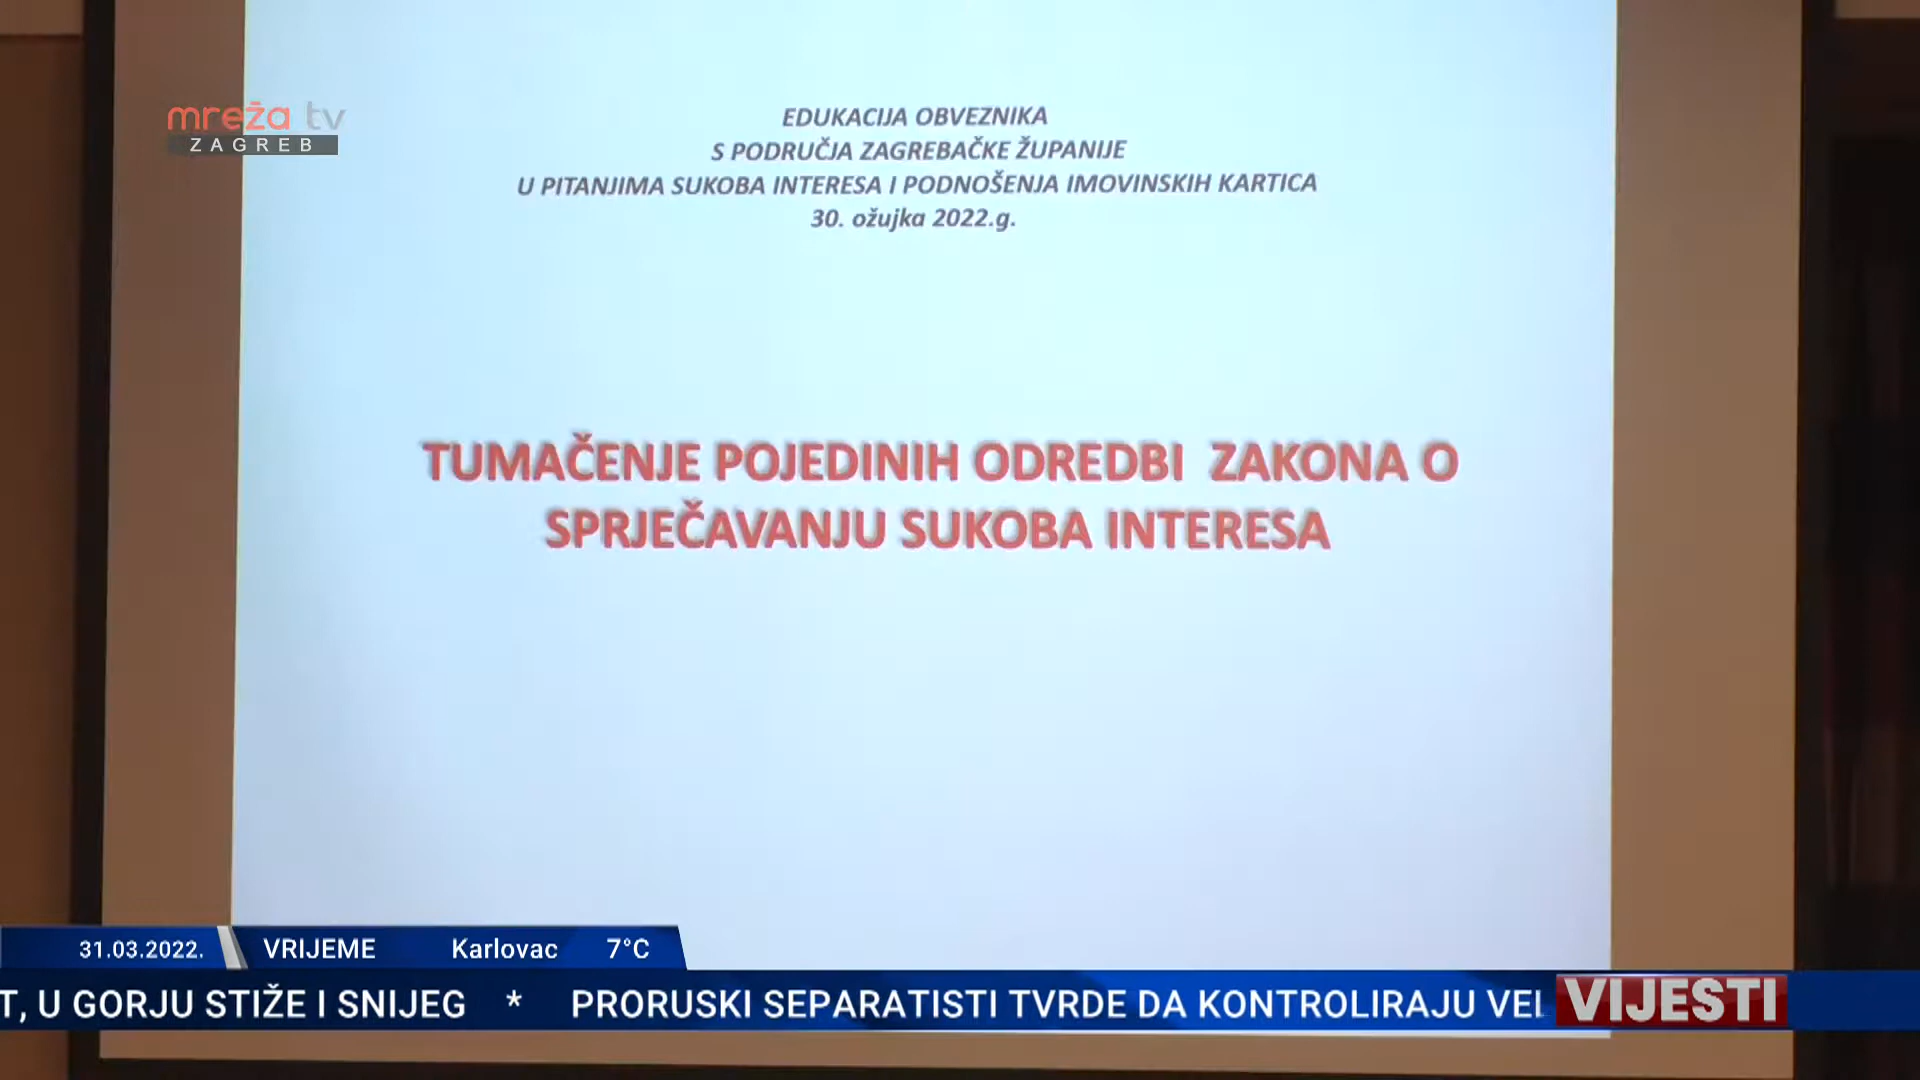 mreža tv
ZAGREB
EDUKACIJA OBVEZNIKA
S PODRUČJA ZAGREBAČKE ŽUPANIJE
U PITANJIMA SUKOBA INTERESA I PODNOŠENJA IMOVINSKIH KARTICA
30. ožujka 2022.g.
TUMAČENJE POJEDINIH ODREDBI ZAKONA O
SPRJEČAVANJU SUKOBA INTERESA
31.03.2022. VRIJEME Karlovac 7°C
T, U GORJU STIŽE I SNIJEG * PRORUSKI SEPARATISTI TVRDE DA KONTROLIRAJU VEL
VIJESTI